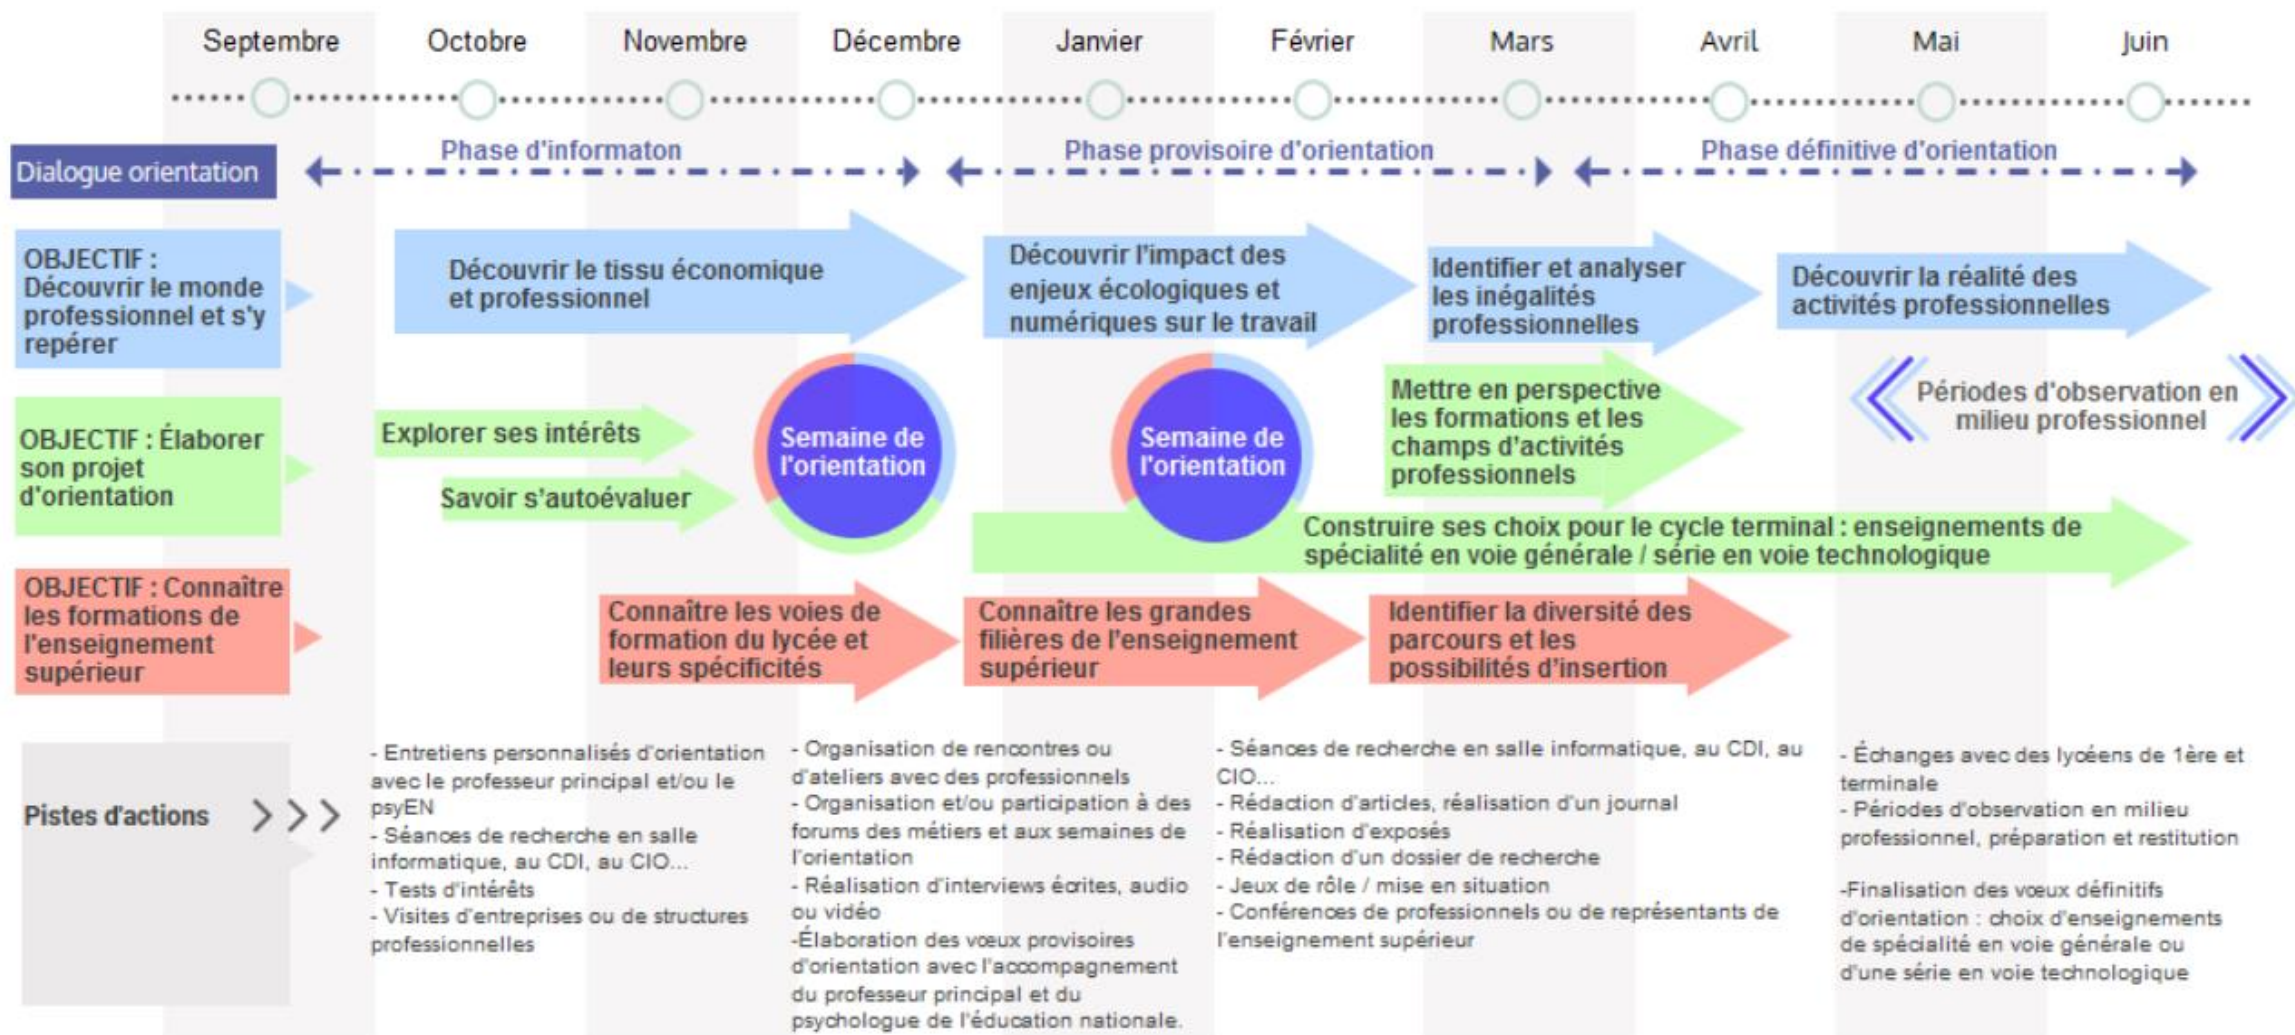 Septembre Octobre Novembre Décembre Janvier Février Mars Avril Mai Juin
Dialogue orientation
Phase d'informaton
Phase provisoire d'orientation
Phase définitive d'orientation
OBJECTIF :
Découvrir le monde
professionnel et s'y
repérer
Découvrir le tissu économique
et professionnel
Découvrir l'impact des
enjeux écologiques et
numériques sur le travail
Identifier et analyser
les inégalités
professionnelles
Découvrir la réalité des
activités professionnelles
OBJECTIF : Élaborer
son projet
d'orientation
Explorer ses intérêts
Savoir s'autoévaluer
Semaine de
l'orientation
Semaine de
l'orientation
Mettre en perspective
les formations et les
champs d'activités
professionnels
Périodes d'observation en
milieu professionnel
Construire ses choix pour le cycle terminal : enseignements de
spécialité en voie générale / série en voie technologique
OBJECTIF : Connaître
les formations de
l'enseignement
supérieur
Connaître les voies de
formation du lycée et
leurs spécificités
Connaître les grandes
filières de l'enseignement
supérieur
Identifier la diversité des
parcours et les
possibilités d'insertion
Pistes d'actions
- Entretiens personnalisés d'orientation
avec le professeur principal et/ou le
psyEN
- Séances de recherche en salle
informatique, au CDI, au CIO...
- Tests d'intérêts
- Visites d'entreprises ou de structures
professionnelles
- Organisation de rencontres ou
d'ateliers avec des professionnels
- Organisation et/ou participation à des
forums des métiers et aux semaines de
l'orientation
- Réalisation d'interviews écrites, audio
ou vidéo
-Élaboration des vœux provisoires
d'orientation avec l'accompagnement
du professeur principal et du
psychologue de l'éducation nationale.
- Séances de recherche en salle informatique, au CDI, au
CIO...
- Rédaction d'articles, réalisation d'un journal
- Réalisation d'exposés
- Rédaction d'un dossier de recherche
- Jeux de rôle / mise en situation
- Conférences de professionnels ou de représentants de
l'enseignement supérieur
- Échanges avec des lycéens de 1ère et
terminale
- Périodes d'observation en milieu
professionnel, préparation et restitution
-Finalisation des vœux définitifs
d'orientation : choix d'enseignements
de spécialité en voie générale ou
d'une série en voie technologique